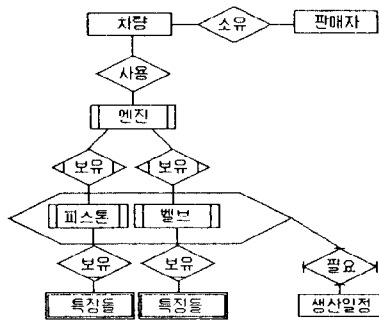 차량 소유 판매자
사용
엔진
보유 보유
피스톤 벨브
보유 보유 필요
특징들 특징들 생산일정